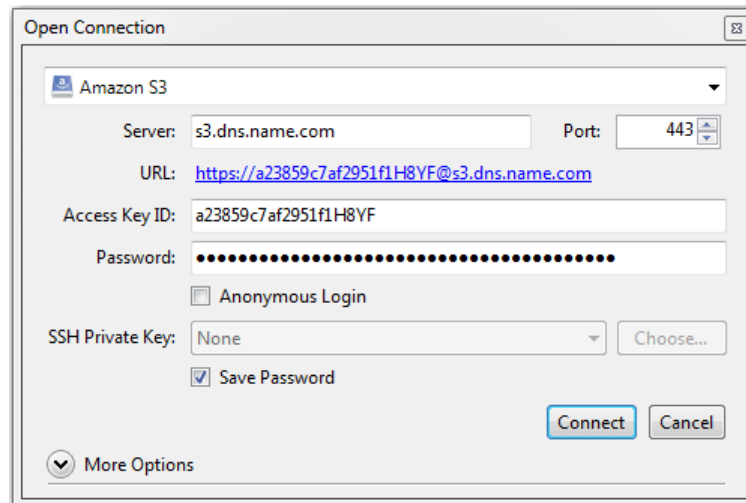 Open Connection
Amazon S3
Server: s3.dns.name.com Port: 443
URL: https://a23859c7af2951f1H8YF@s3.dns.name.com
Access Key ID: a23859c7af2951f1H8YF
Password: ●●●●●●●●●●●●●●●●●●●●●●●●●●●●●●●●●●●●●●●●
Anonymous Login
SSH Private Key: None Choose...
Save Password
Connect Cancel
More Options